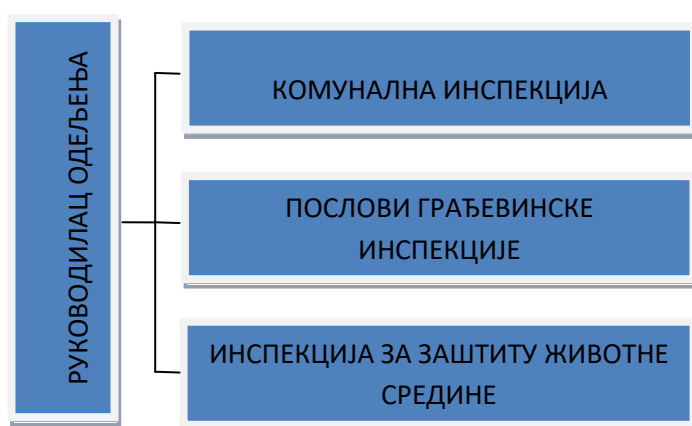 РУКОВОДИЛАЦ ОДЕЉЕЊА
КОМУНАЛНА ИНСПЕКЦИЈА
ПОСЛОВИ ГРАЂЕВИНСКЕ
ИНСПЕКЦИЈЕ
ИНСПЕКЦИЈА ЗА ЗАШТИТУ ЖИВОТНЕ
СРЕДИНЕ